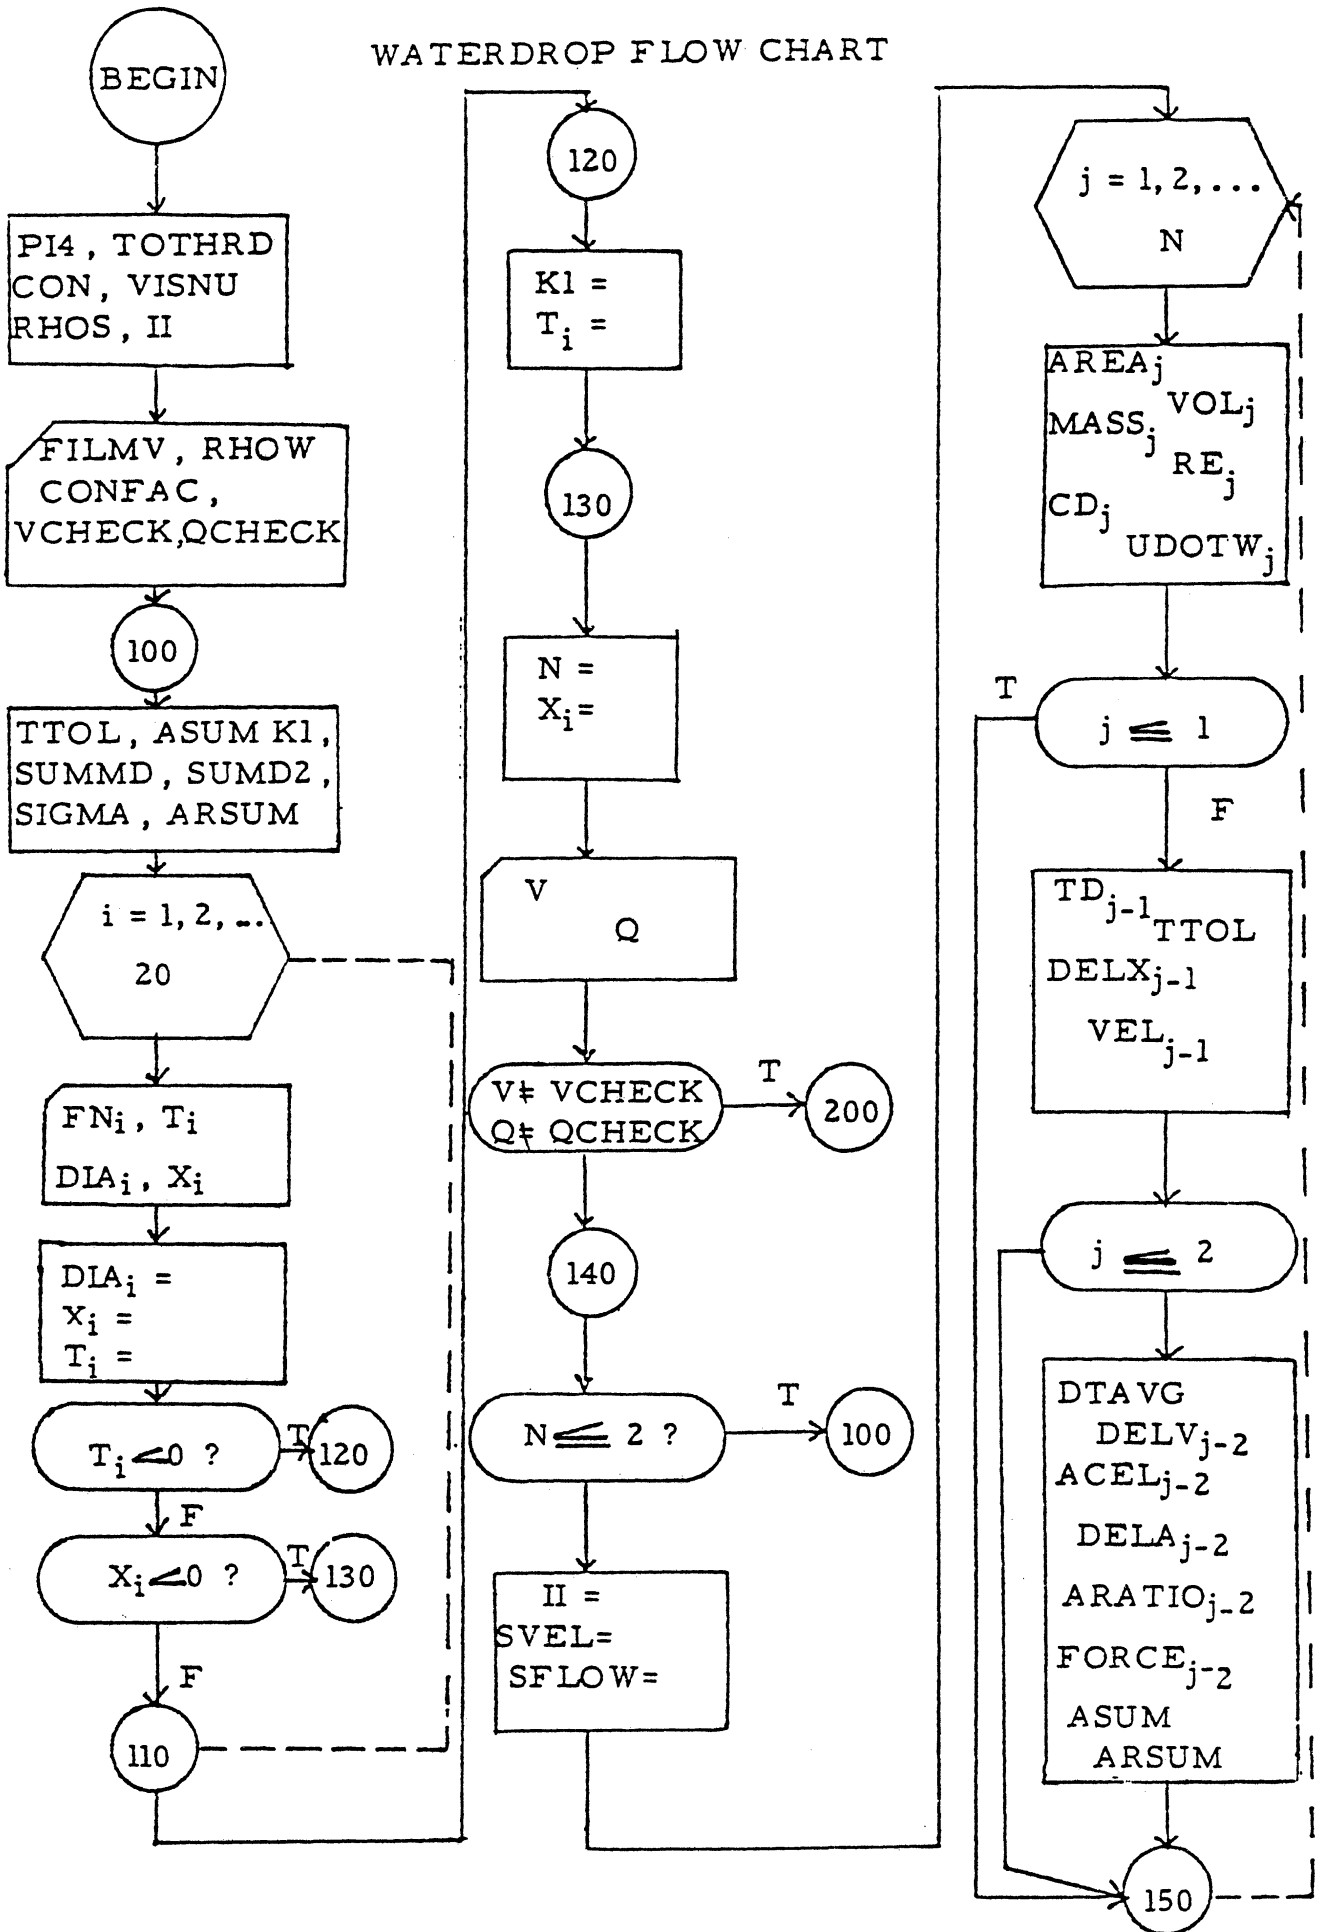 WATERDROP FLOW CHART
BEGIN
PI4, TOTHRD
CON, VISNU
RHOS, II
FILMV, RHOW
CONFAC,
VCHECK,QCHECK
100
TTOL, ASUM K1,
SUMMD, SUMD2,
SIGMA, ARSUM
i = 1, 2, ...
20
FNi, Ti
DIAi, Xi
DIAi =
Xi =
Ti =
Ti <0 ?
T
120
F
Xi <0 ?
T
130
F
110
120
K1 =
Ti =
130
N =
Xi=
V
Q
V≠ VCHECK
Q≠ QCHECK
T
200
140
N ≦ 2 ?
T
100
II =
SVEL=
SFLOW=
j = 1, 2, ...
N
AREAj
VOLj
MASSj
REj
CDj
UDOTWj
T
j ≦ 1
F
TDj-1
TTOL
DELXj-1
VELj-1
j ≦ 2
DTAVG
DELVj-2
ACELj-2
DELAj-2
ARATIOj-2
FORCEj-2
ASUM
ARSUM
150